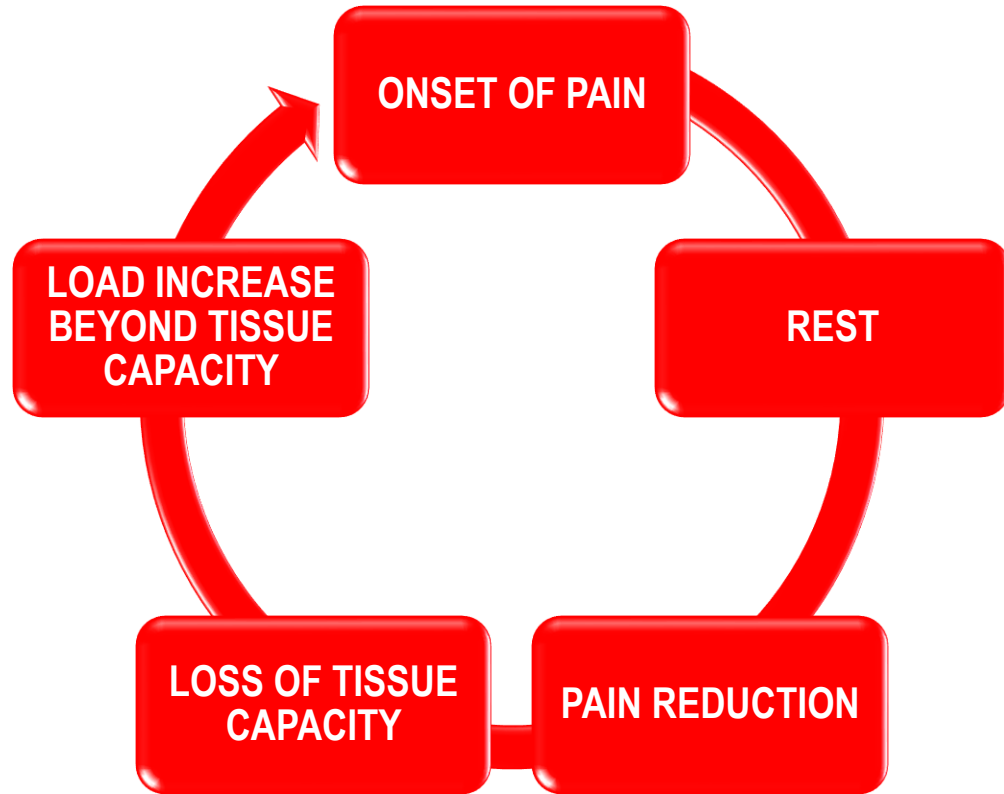 ONSET OF PAIN
REST
PAIN REDUCTION
LOSS OF TISSUE
CAPACITY
LOAD INCREASE
BEYOND TISSUE
CAPACITY